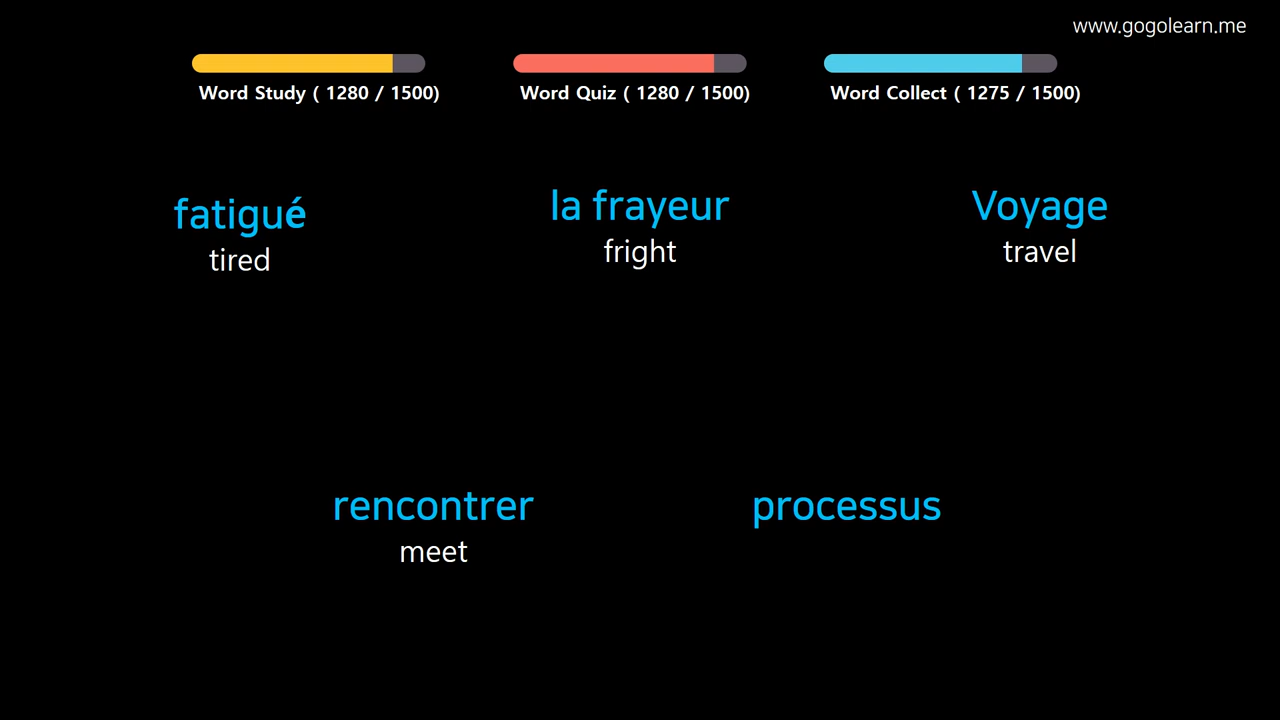 www.gogolearn.me
Word Study ( 1280 / 1500)
Word Quiz ( 1280 / 1500)
Word Collect ( 1275 / 1500)
fatigué
tired
la frayeur
fright
Voyage
travel
rencontrer
meet
processus